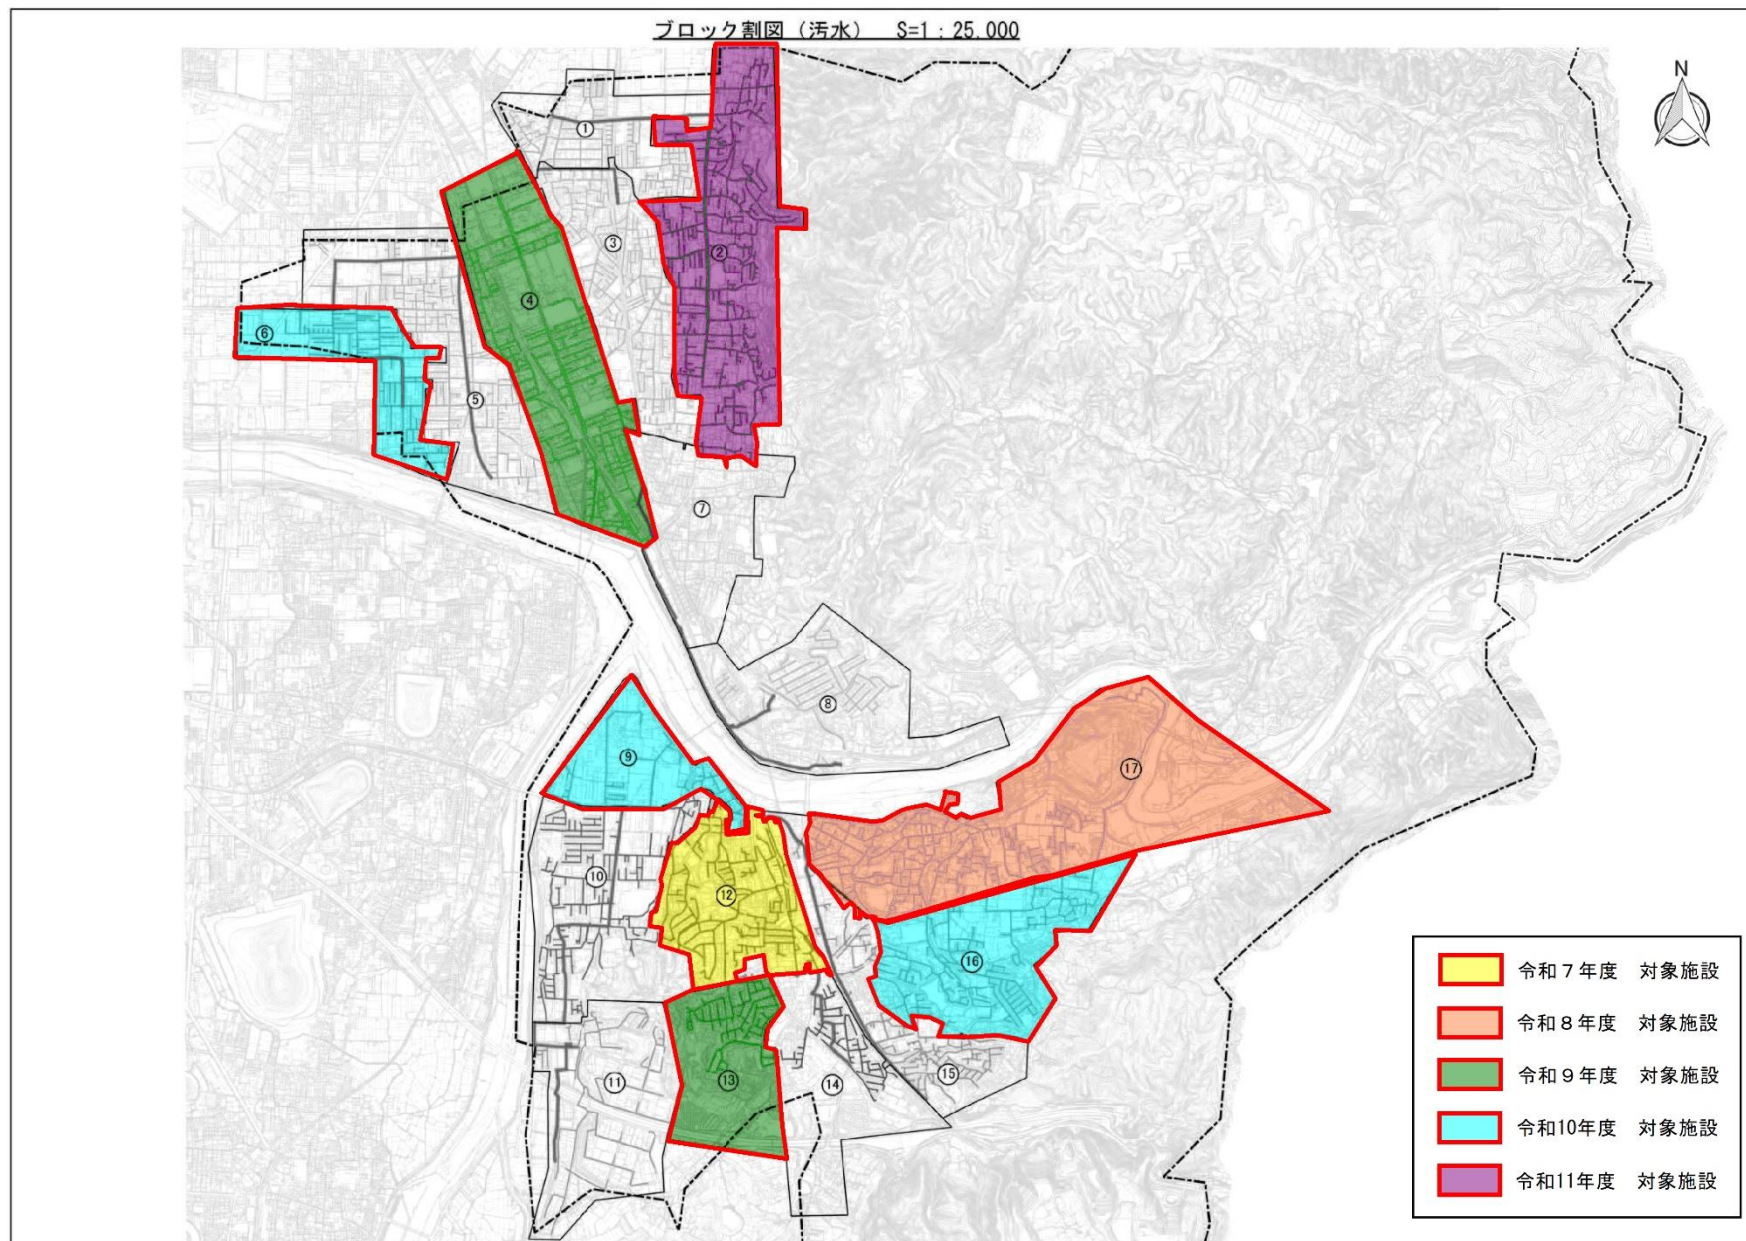 ブロック割図（汚水）　S=1：25,000
N
①
②
③
④
⑥
⑤
⑦
⑧
⑨
⑰
⑩
⑫
⑯
⑪
⑬
⑭
⑮
令和７年度　対象施設
令和８年度　対象施設
令和９年度　対象施設
令和10年度　対象施設
令和11年度　対象施設